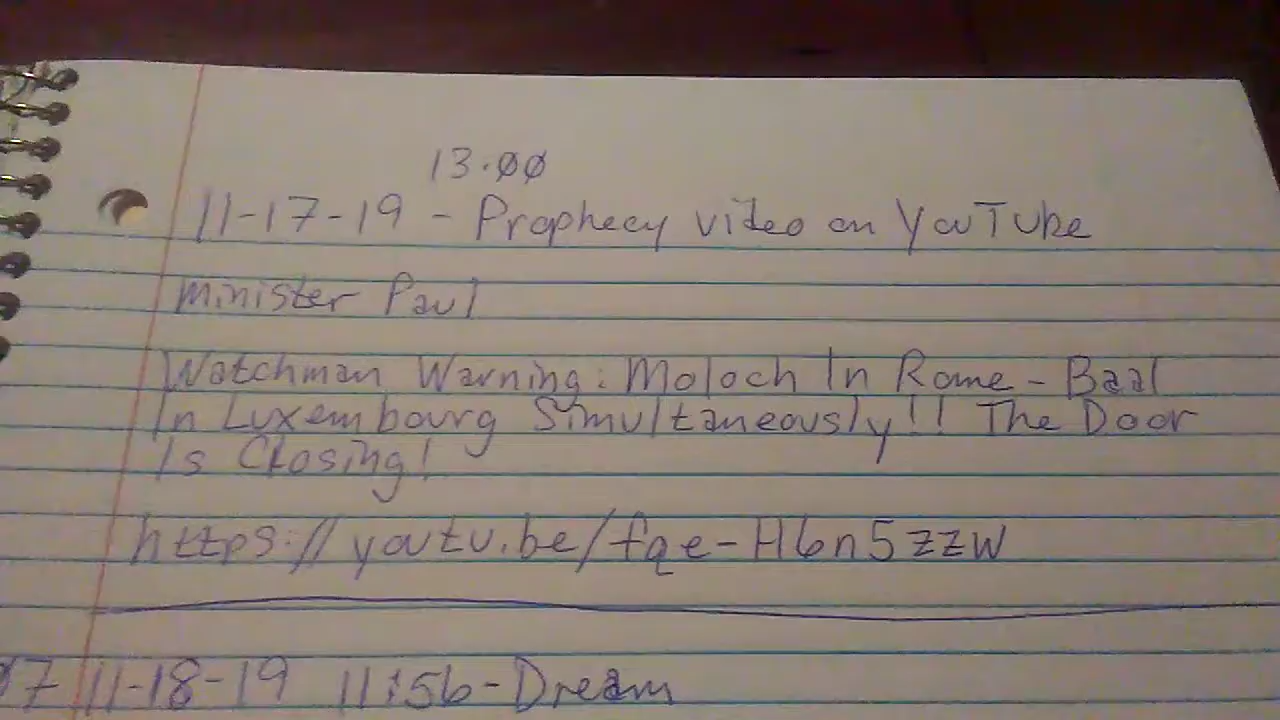 13.00
11-17-19 - Prophecy video on YouTube
Minister Paul
Watchman Warning: Moloch In Rome - Baal
In Luxembourg Simultaneously!! The Door
Is Closing!
https://youtu.be/fqe-H6n5zzW
11-18-19 11:56 - Dream